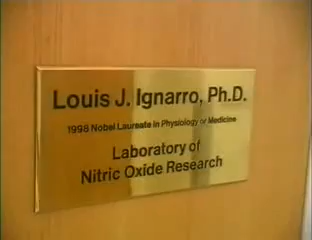 Louis J. Ignarro, Ph.D.
1998 Nobel Laureate in Physiology or Medicine
Laboratory of
Nitric Oxide Research